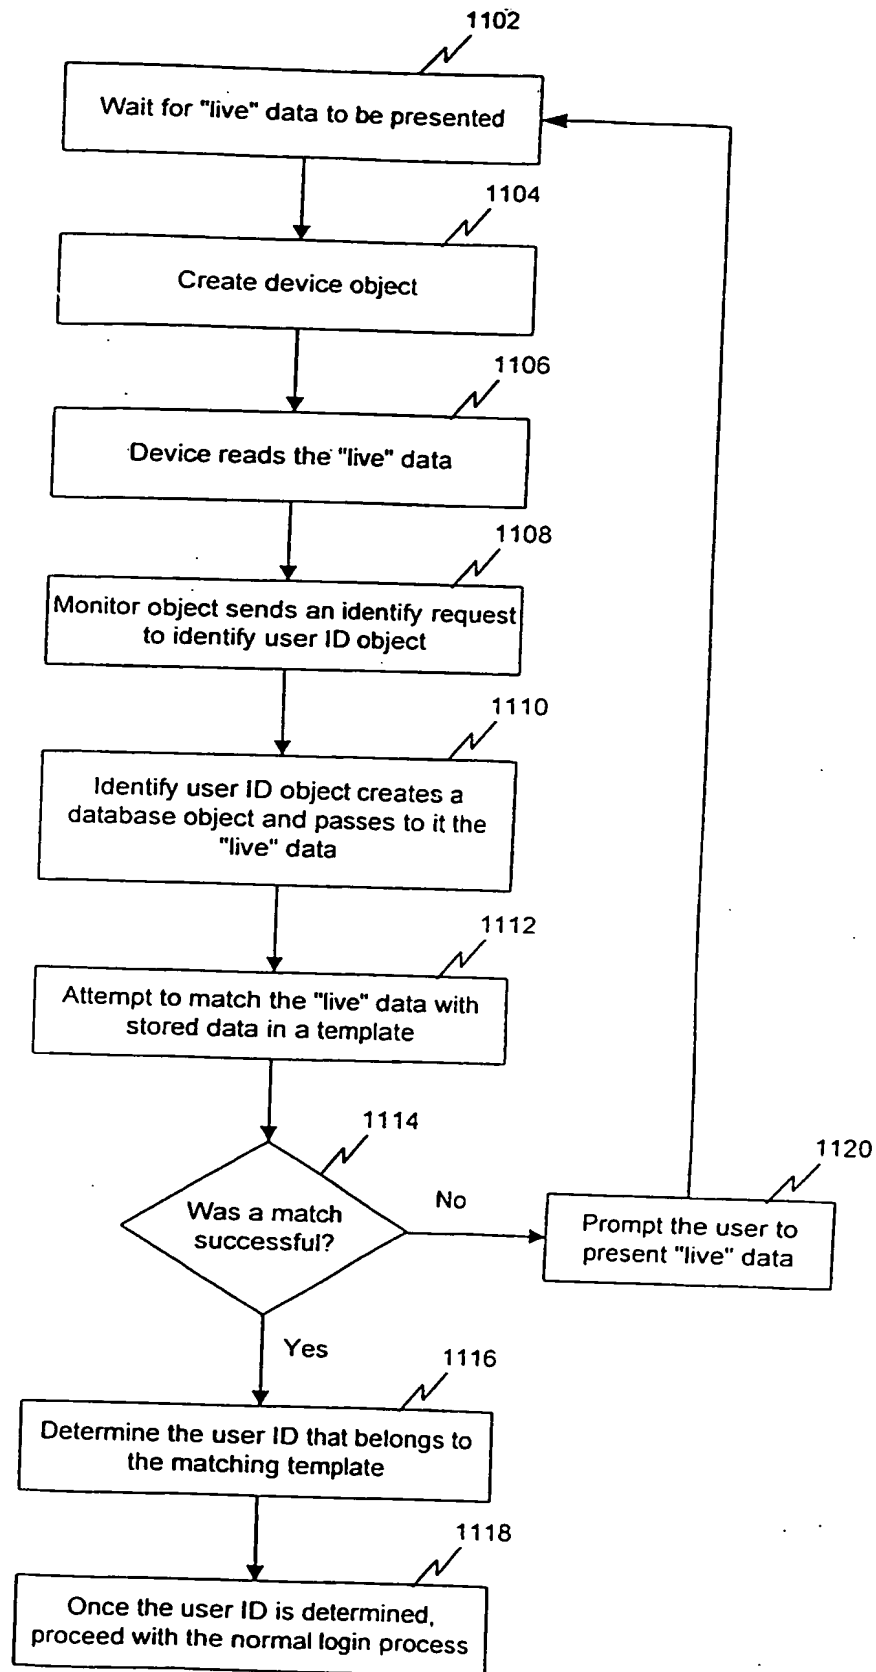 1102
Wait for "live" data to be presented
1104
Create device object
1106
Device reads the "live" data
1108
Monitor object sends an identify request
to identify user ID object
1110
Identify user ID object creates a
database object and passes to it the
"live" data
1112
Attempt to match the "live" data with
stored data in a template
1114
Was a match
successful?
No
1120
Prompt the user to
present "live" data
Yes
1116
Determine the user ID that belongs to
the matching template
1118
Once the user ID is determined,
proceed with the normal login process